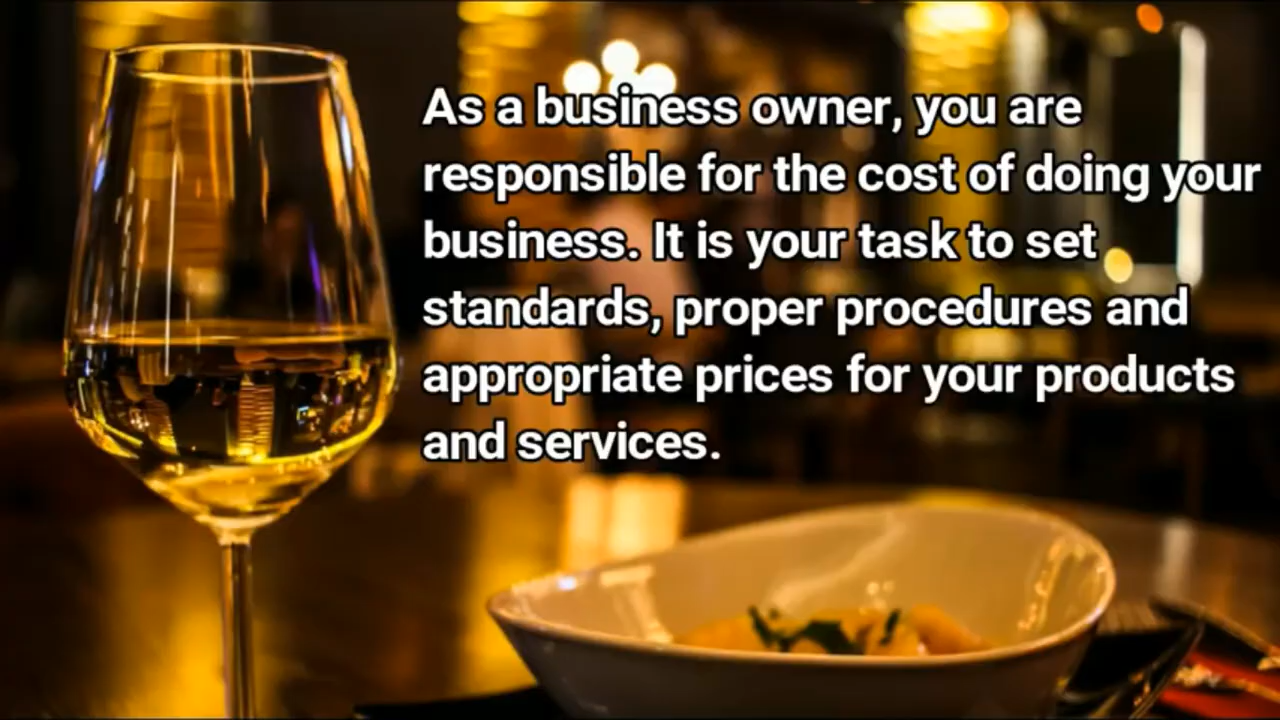 As a business owner, you are
responsible for the cost of doing your
business. It is your task to set
standards, proper procedures and
appropriate prices for your products
and services.